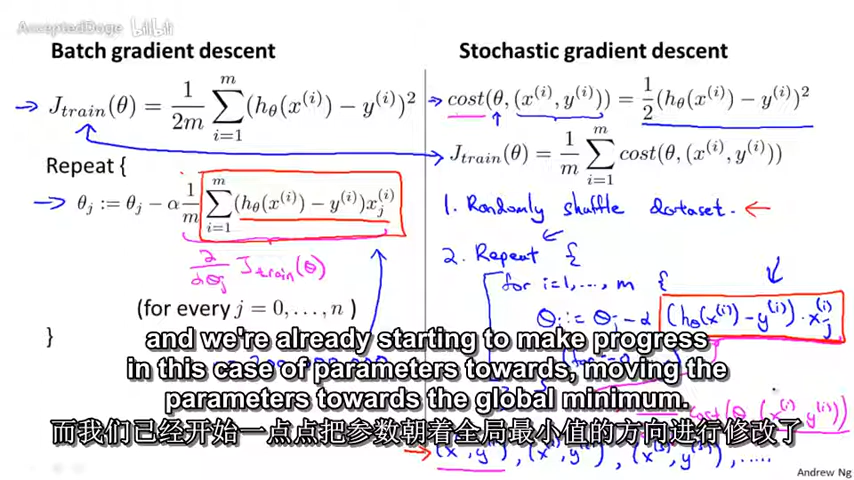 AcceptedDoge bilibili
Batch gradient descent
J_train(θ) = 1/2m ∑_{i=1}^{m} (h_θ(x^(i)) − y^(i))²
Repeat {
θ_j := θ_j − α 1/m ∑_{i=1}^{m} (h_θ(x^(i)) − y^(i)) x_j^(i)
∂/∂θ_j J_train(θ)
(for every j = 0, . . . , n )
}
Stochastic gradient descent
cost(θ, (x^(i), y^(i))) = 1/2 (h_θ(x^(i)) − y^(i))²
J_train(θ) = 1/m ∑_{i=1}^{m} cost(θ, (x^(i), y^(i)))
1. Randomly shuffle dataset.
2. Repeat {
for i=1, ..., m {
θ_j := θ_j − α (h_θ(x^(i)) − y^(i)) · x_j^(i)
cost(θ, (x^(i), y^(i)))
and we're already starting to make progress
in this case of parameters towards, moving the
parameters towards the global minimum.
而我们已经开始一点点把参数朝着全局最小值的方向进行修改了
Andrew Ng